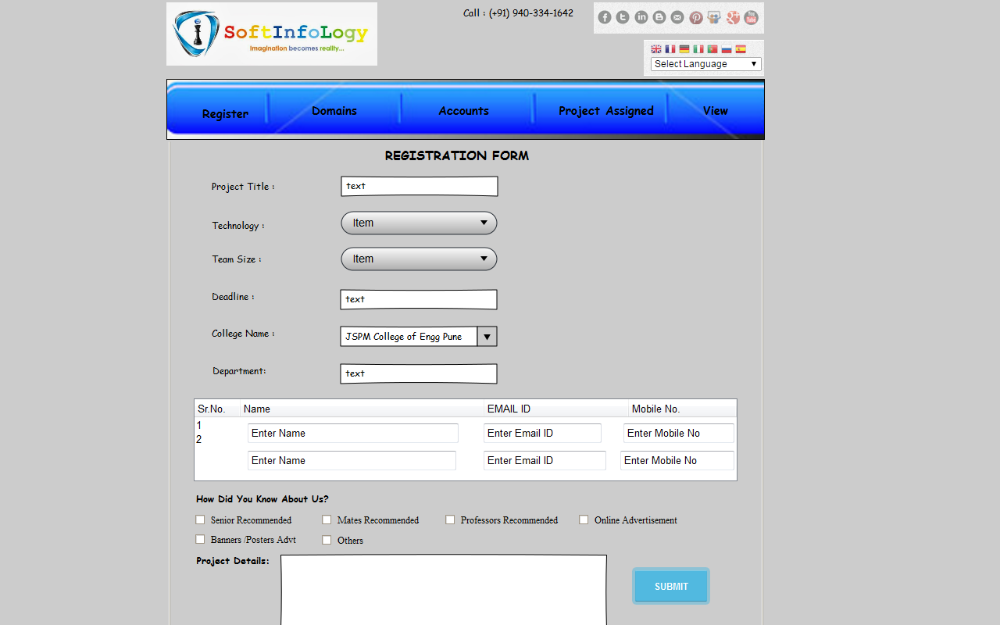 Call : (+91) 940-334-1642
SoftInfoLogy
Imagination becomes reality...
Select Language
Register Domains Accounts Project Assigned View
REGISTRATION FORM
Project Title : text
Technology : Item
Team Size : Item
Deadline : text
College Name : JSPM College of Engg Pune
Department: text
Sr.No. Name EMAIL ID Mobile No.
1 Enter Name Enter Email ID Enter Mobile No
2
Enter Name Enter Email ID Enter Mobile No
How Did You Know About Us?
Senior Recommended Mates Recommended Professors Recommended Online Advertisement
Banners /Posters Advt Others
Project Details:
SUBMIT